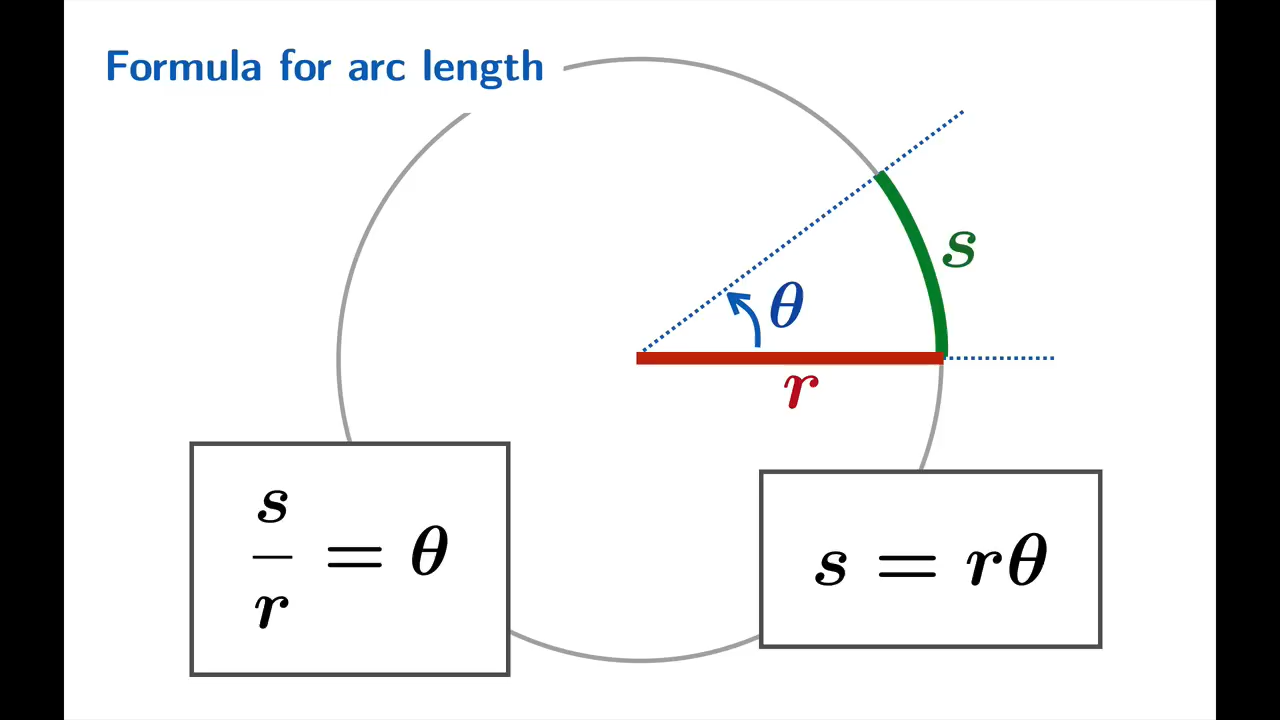 Formula for arc length
s
θ
r
s/r = θ
s = rθ